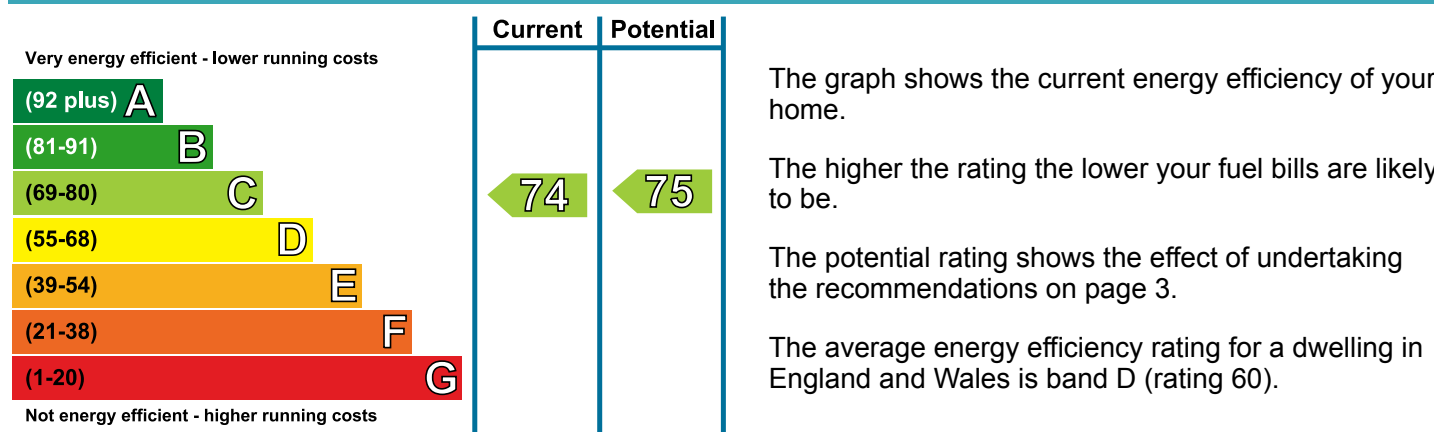 Current Potential
Very energy efficient - lower running costs
(92 plus) A
(81-91) B
(69-80) C
74 75
(55-68) D
(39-54) E
(21-38) F
(1-20) G
Not energy efficient - higher running costs
The graph shows the current energy efficiency of your
home.
The higher the rating the lower your fuel bills are likely
to be.
The potential rating shows the effect of undertaking
the recommendations on page 3.
The average energy efficiency rating for a dwelling in
England and Wales is band D (rating 60).